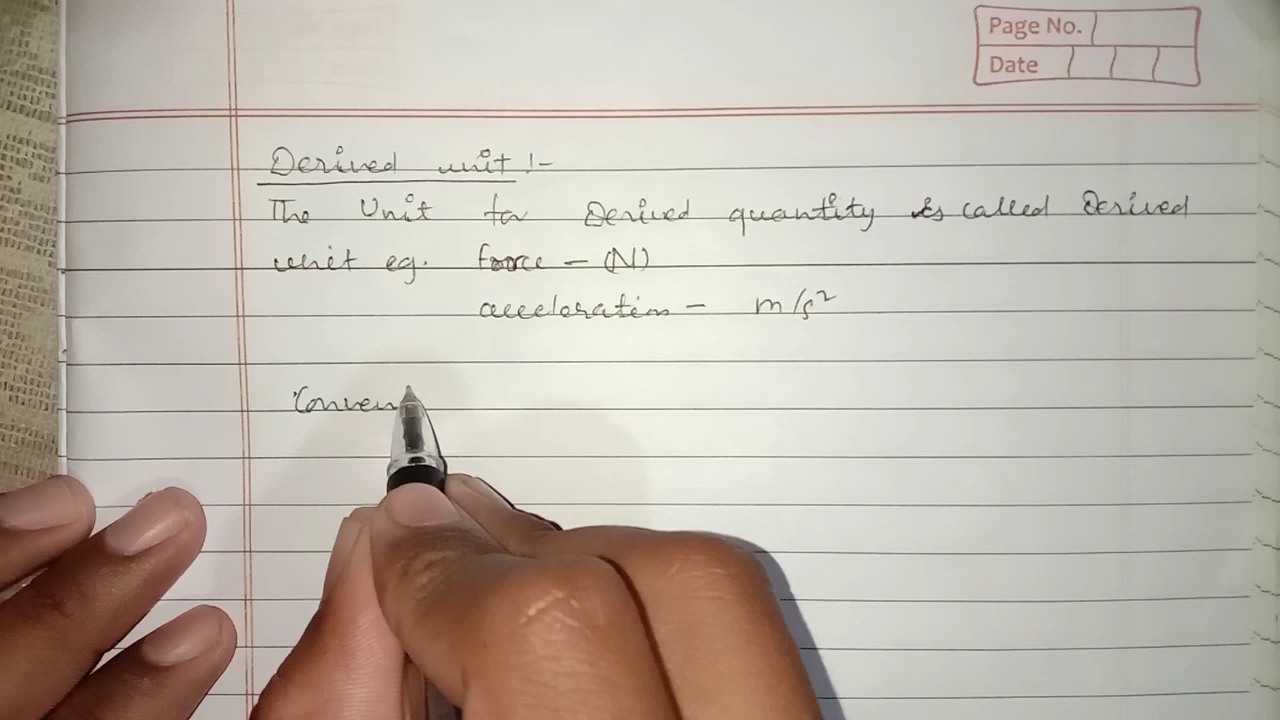 Page No.
Date
Derived unit :-
The Unit for Derived quantity is called Derived
unit eg. force - (N)
acceleration - m/s²
Conven